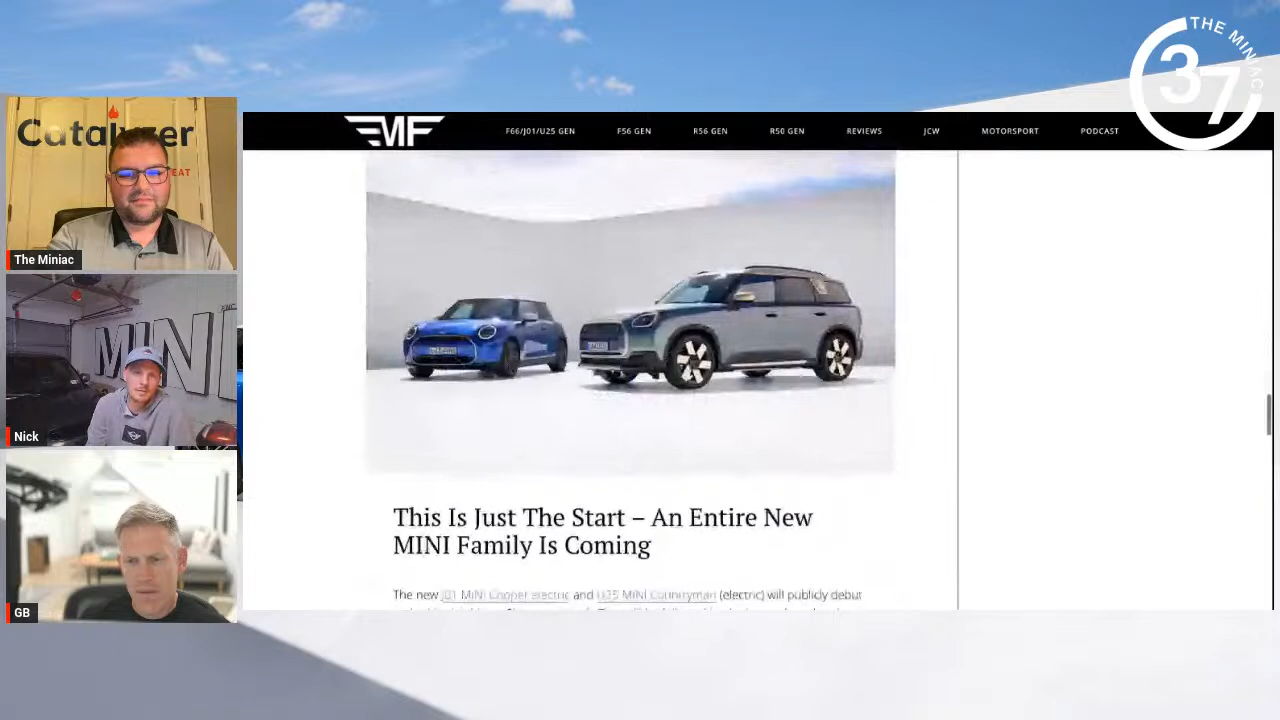 THE MINIAC
37
Catalyzer
EAT
The Miniac
MINI
Nick
GB
MF
F66/J01/U25 GEN
F56 GEN
R56 GEN
R50 GEN
REVIEWS
JCW
MOTORSPORT
PODCAST
This Is Just The Start – An Entire New
MINI Family Is Coming
The new J01 MINI Cooper electric and U25 MINI Countryman (electric) will publicly debut